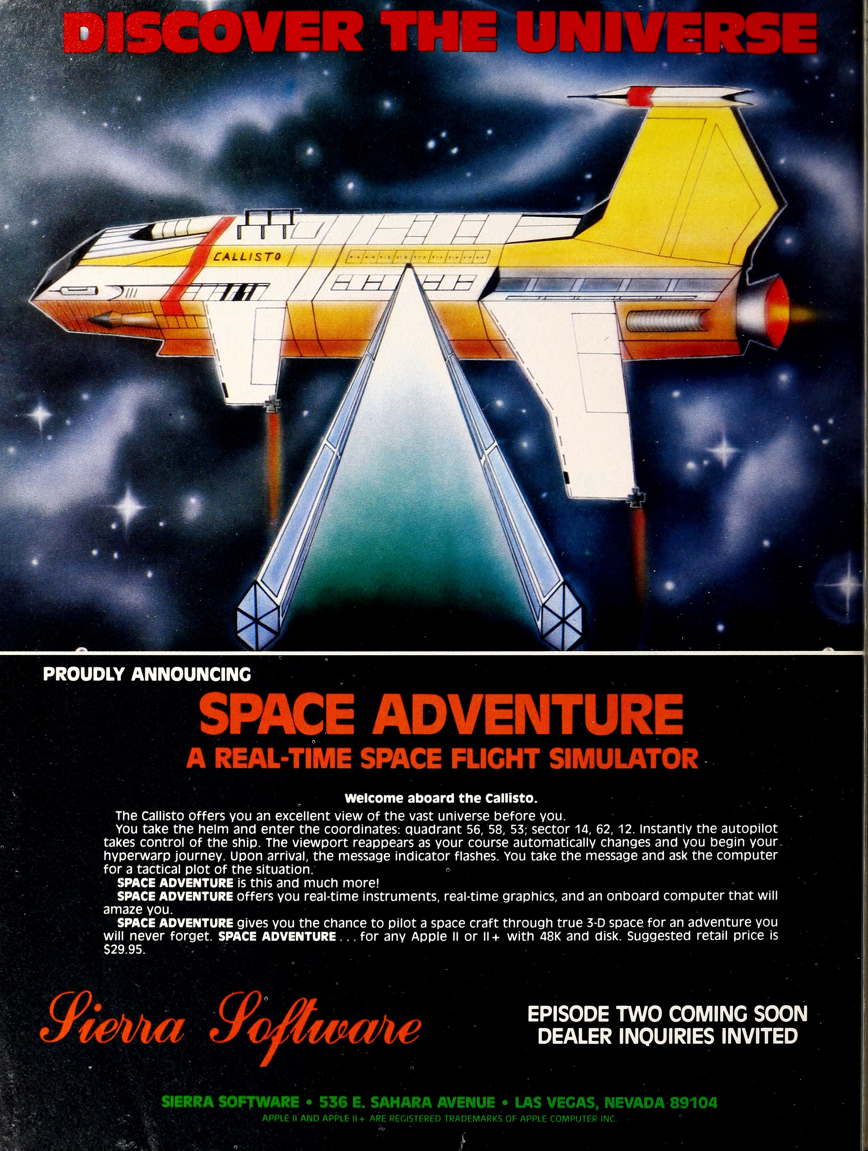 DISCOVER THE UNIVERSE
CALLISTO
PROUDLY ANNOUNCING
SPACE ADVENTURE
A REAL-TIME SPACE FLIGHT SIMULATOR
Welcome aboard the Callisto.
The Callisto offers you an excellent view of the vast universe before you.
You take the helm and enter the coordinates: quadrant 56, 58, 53; sector 14, 62, 12. Instantly the autopilot
takes control of the ship. The viewport reappears as your course automatically changes and you begin your
hyperwarp journey. Upon arrival, the message indicator flashes. You take the message and ask the computer
for a tactical plot of the situation.
SPACE ADVENTURE is this and much more!
SPACE ADVENTURE offers you real-time instruments, real-time graphics, and an onboard computer that will
amaze you.
SPACE ADVENTURE gives you the chance to pilot a space craft through true 3-D space for an adventure you
will never forget. SPACE ADVENTURE . . . for any Apple II or II+ with 48K and disk. Suggested retail price is
$29.95.
Sierra Software
EPISODE TWO COMING SOON
DEALER INQUIRIES INVITED
SIERRA SOFTWARE • 536 E. SAHARA AVENUE • LAS VEGAS, NEVADA 89104
APPLE II AND APPLE II+ ARE REGISTERED TRADEMARKS OF APPLE COMPUTER INC.